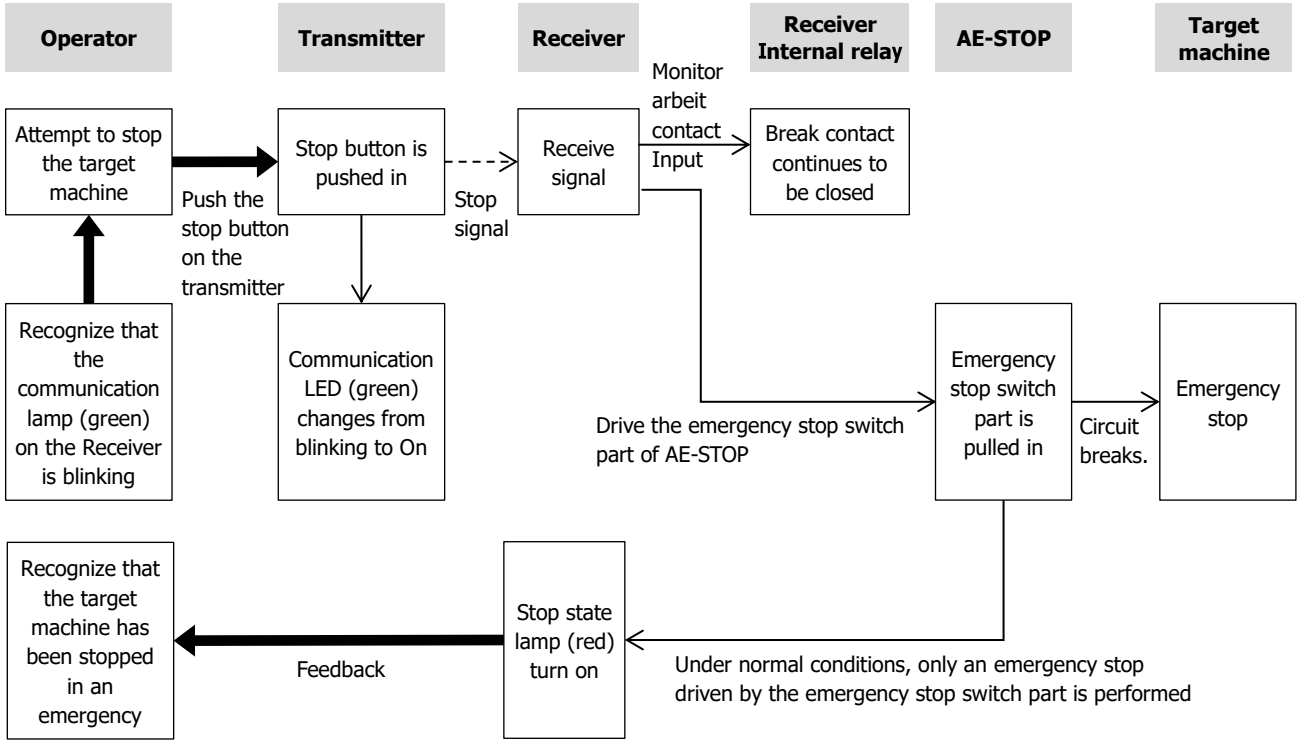 Operator
Transmitter
Receiver
Receiver
Internal relay
AE-STOP
Target
machine
Attempt to stop
the target
machine
Push the
stop button
on the
transmitter
Stop button is
pushed in
Stop
signal
Receive
signal
Monitor
arbeit
contact
Input
Break contact
continues to
be closed
Recognize that
the
communication
lamp (green)
on the Receiver
is blinking
Communication
LED (green)
changes from
blinking to On
Drive the emergency stop switch
part of AE-STOP
Emergency
stop switch
part is
pulled in
Circuit
breaks.
Emergency
stop
Recognize that
the target
machine has
been stopped
in an
emergency
Feedback
Stop state
lamp (red)
turn on
Under normal conditions, only an emergency stop
driven by the emergency stop switch part is performed